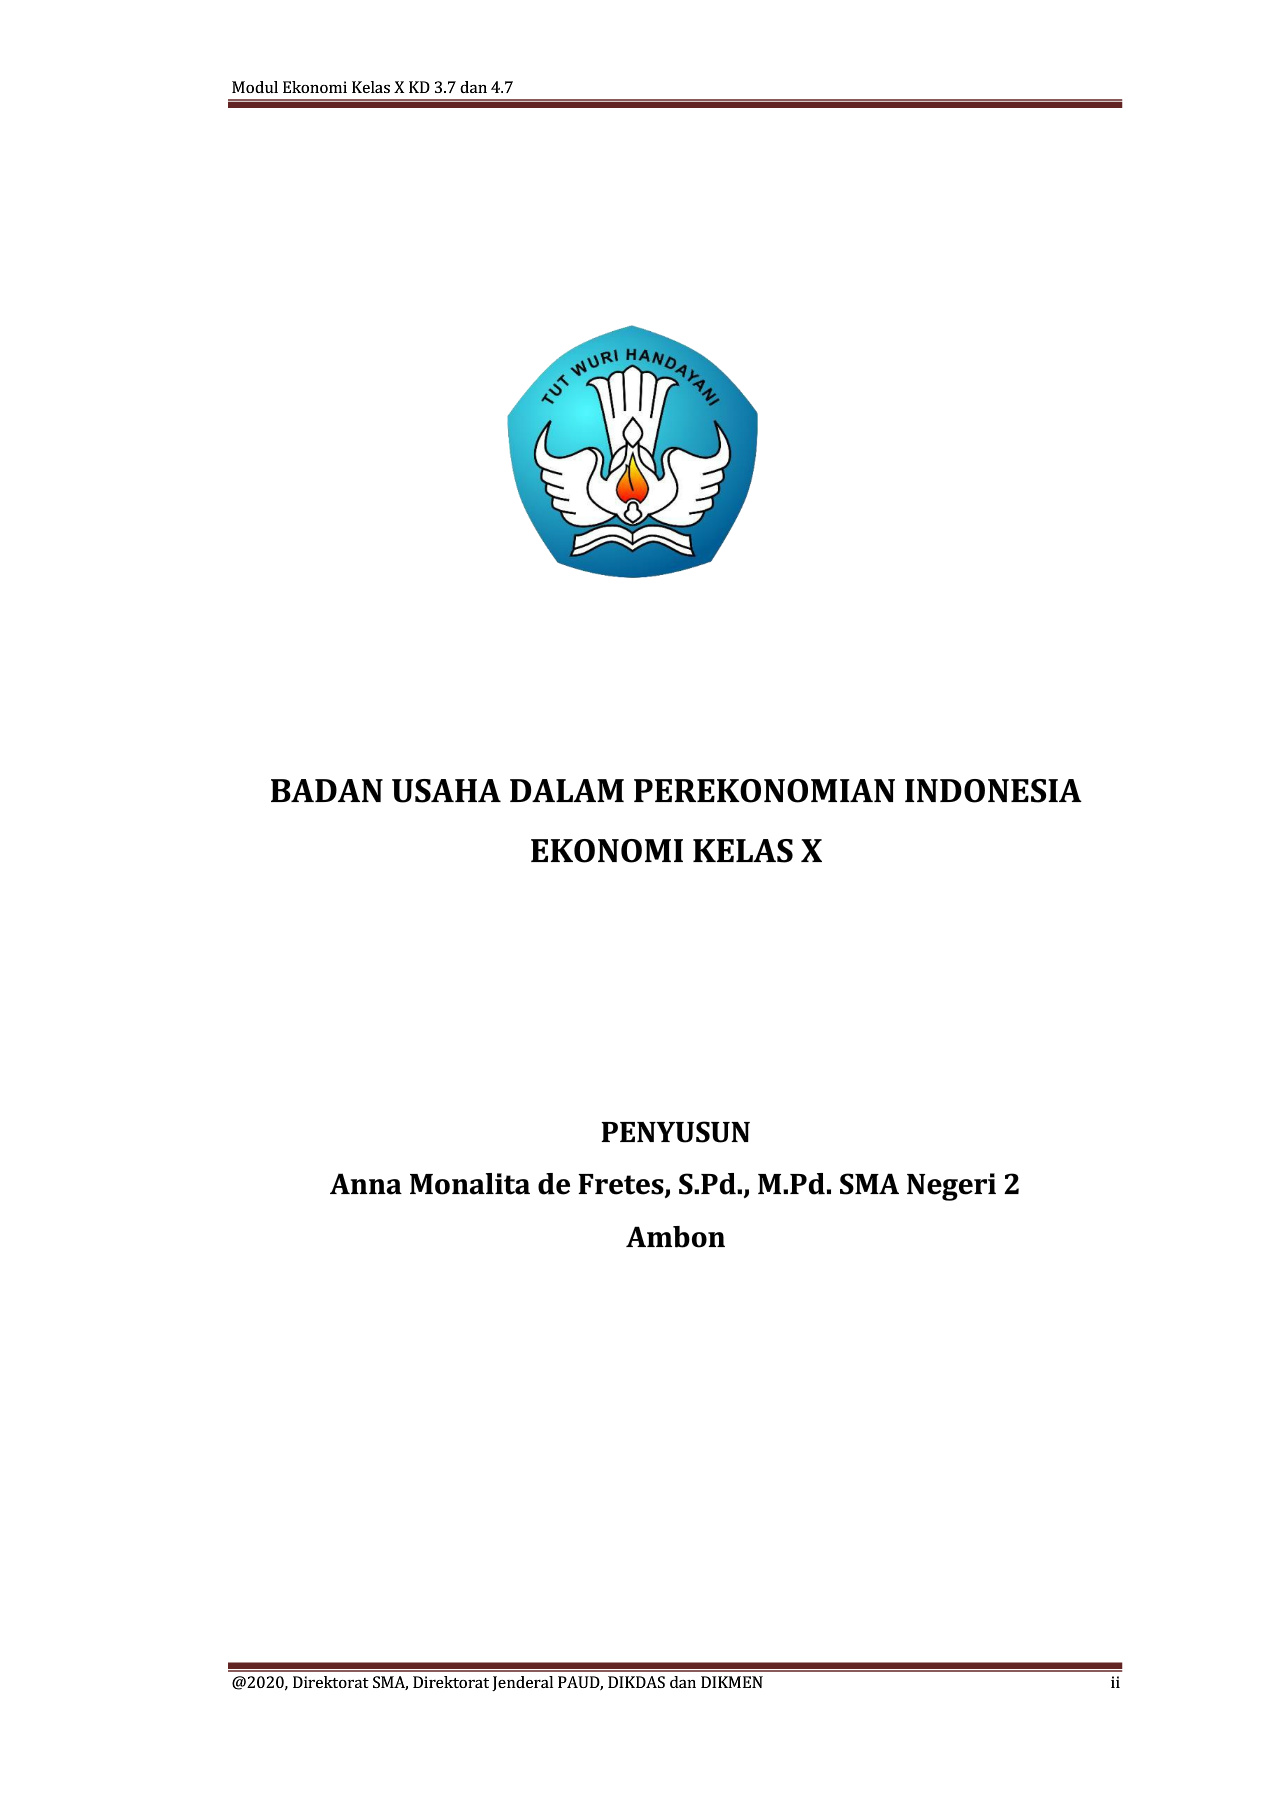 Modul Ekonomi Kelas X KD 3.7 dan 4.7
TUT WURI HANDAYANI
BADAN USAHA DALAM PEREKONOMIAN INDONESIA
EKONOMI KELAS X
PENYUSUN
Anna Monalita de Fretes, S.Pd., M.Pd. SMA Negeri 2
Ambon
@2020, Direktorat SMA, Direktorat Jenderal PAUD, DIKDAS dan DIKMEN ii